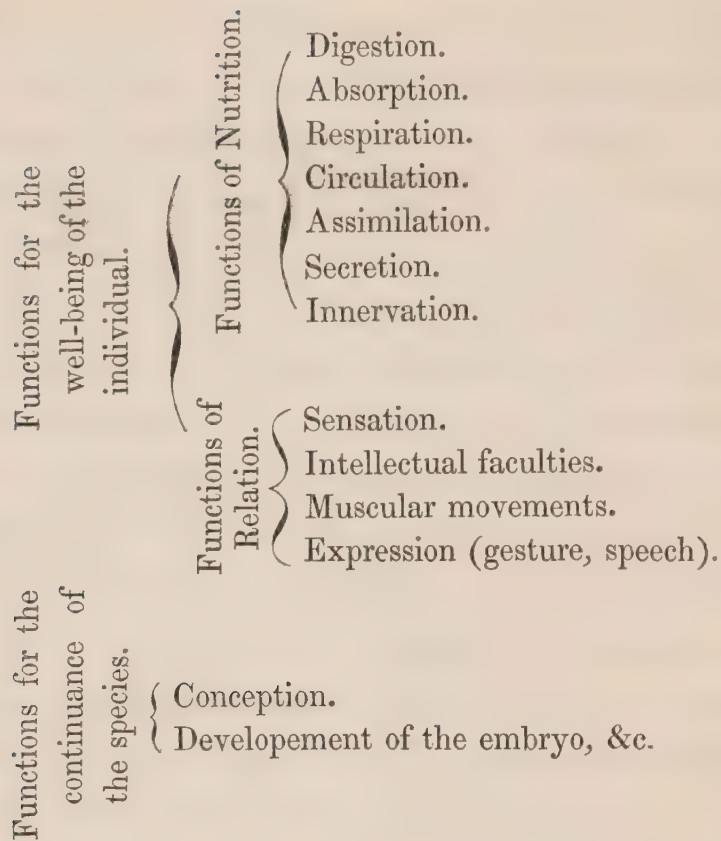 Functions for the
well-being of the
individual.
Functions of Nutrition.
Digestion.
Absorption.
Respiration.
Circulation.
Assimilation.
Secretion.
Innervation.
Functions of
Relation.
Sensation.
Intellectual faculties.
Muscular movements.
Expression (gesture, speech).
Functions for the
continuance of
the species.
Conception.
Developement of the embryo, &c.